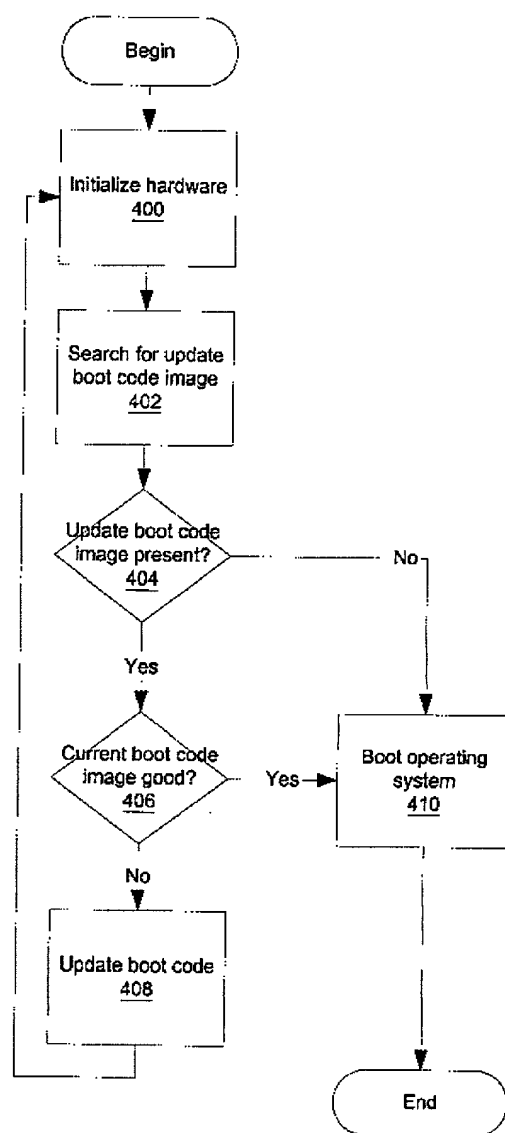 Begin
Initialize hardware
400
Search for update
boot code image
402
Update boot code
image present?
404
No
Yes
Current boot code
image good?
406
Yes
Boot operating
system
410
No
Update boot code
408
End